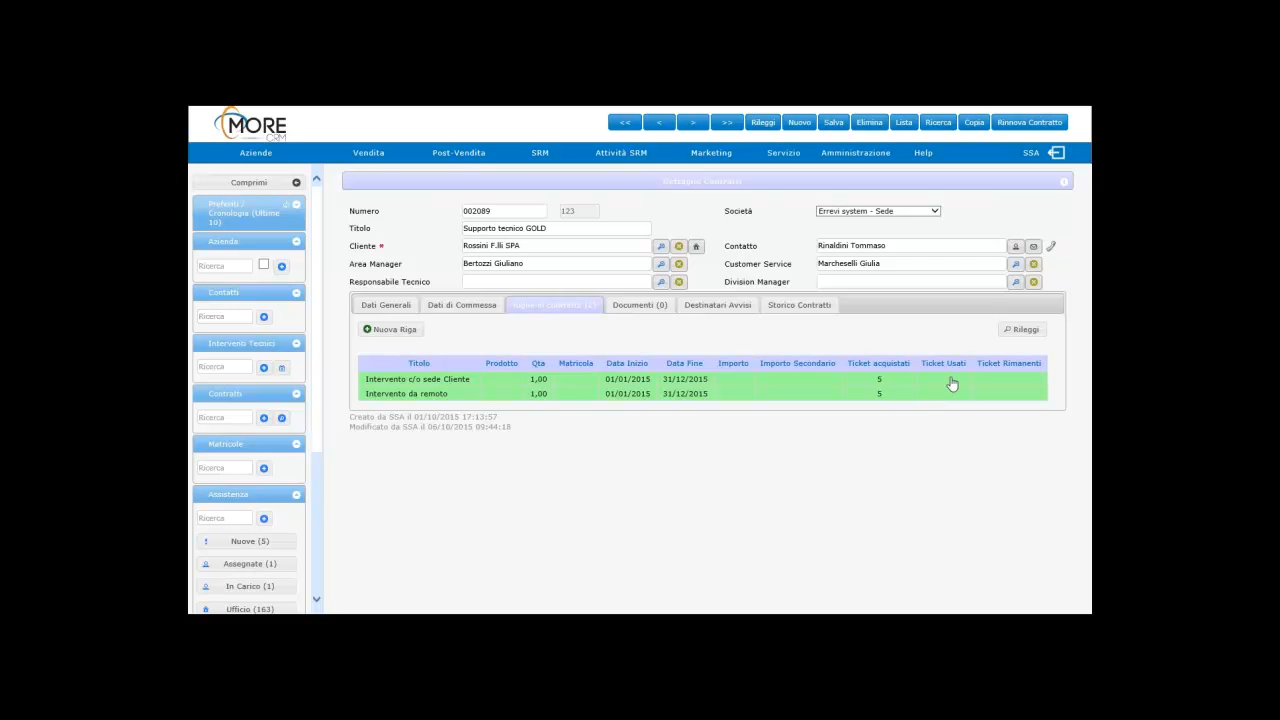 MORE
CRM
<< < > >> Rileggi Nuovo Salva Elimina Lista Ricerca Copia Rinnova Contratto
Aziende Vendita Post-Vendita SRM Attività SRM Marketing Servizio Amministrazione Help SSA
Comprimi
Dettaglio Contratti
Preferiti /
Cronologia (Ultime
10)
Numero 002089 123 Società Errevi system - Sede
Titolo Supporto tecnico GOLD
Cliente * Rossini F.lli SPA Contatto Rinaldini Tommaso
Area Manager Bertozzi Giuliano Customer Service Marcheselli Giulia
Responsabile Tecnico Division Manager
Azienda
Ricerca
Contatti
Ricerca
Interventi Tecnici
Ricerca
Contratti
Ricerca
Matricole
Ricerca
Assistenza
Ricerca
Nuove (5)
Assegnate (1)
In Carico (1)
Ufficio (163)
Dati Generali Dati di Commessa Documenti (0) Destinatari Avvisi Storico Contratti
Nuova Riga Rileggi
Titolo Prodotto Qta Matricola Data Inizio Data Fine Importo Importo Secondario Ticket acquistati Ticket Usati Ticket Rimanenti
Intervento c/o sede Cliente 1,00 01/01/2015 31/12/2015 5
Intervento da remoto 1,00 01/01/2015 31/12/2015 5
Creato da SSA il 01/10/2015 17:13:57
Modificato da SSA il 06/10/2015 09:44:18